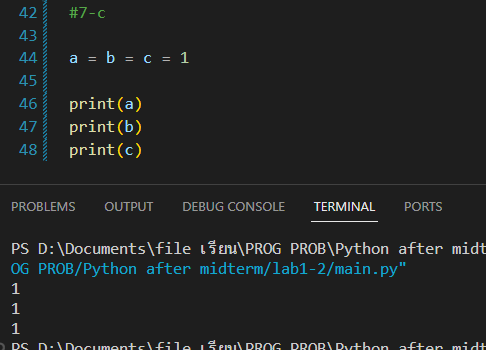 42 #7-c
43
44 a = b = c = 1
45
46 print(a)
47 print(b)
48 print(c)
PROBLEMS OUTPUT DEBUG CONSOLE TERMINAL PORTS
PS D:\Documents\file เรียน\PROG PROB\Python after midt
OG PROB/Python after midterm/lab1-2/main.py"
1
1
1
PS D:\Documents\file เรียน\PROG PROB\Python after midt